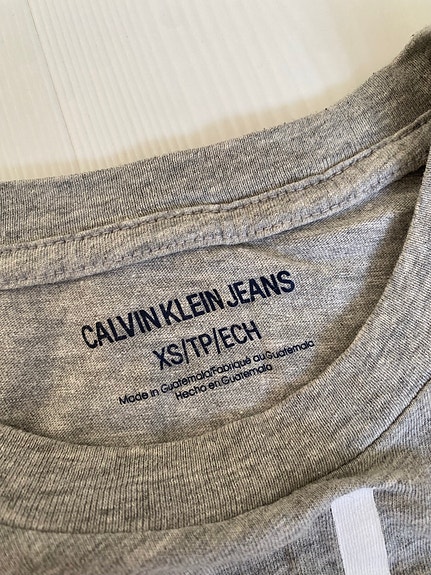 CALVIN KLEIN JEANS
XS/TP/ECH
Made in Guatemala/Fabriqué au Guatemala
Hecho en Guatemala